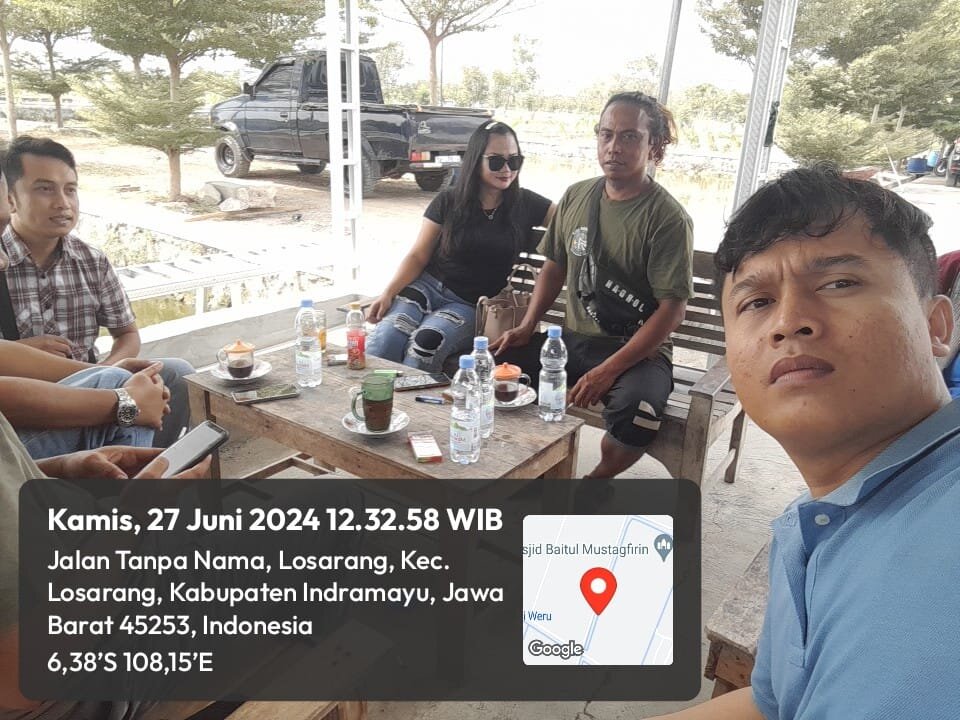 Kamis, 27 Juni 2024 12.32.58 WIB
Jalan Tanpa Nama, Losarang, Kec.
Losarang, Kabupaten Indramayu, Jawa
Barat 45253, Indonesia
6,38’S 108,15’E
sjid Baitul Mustagfirin
i Weru
Google